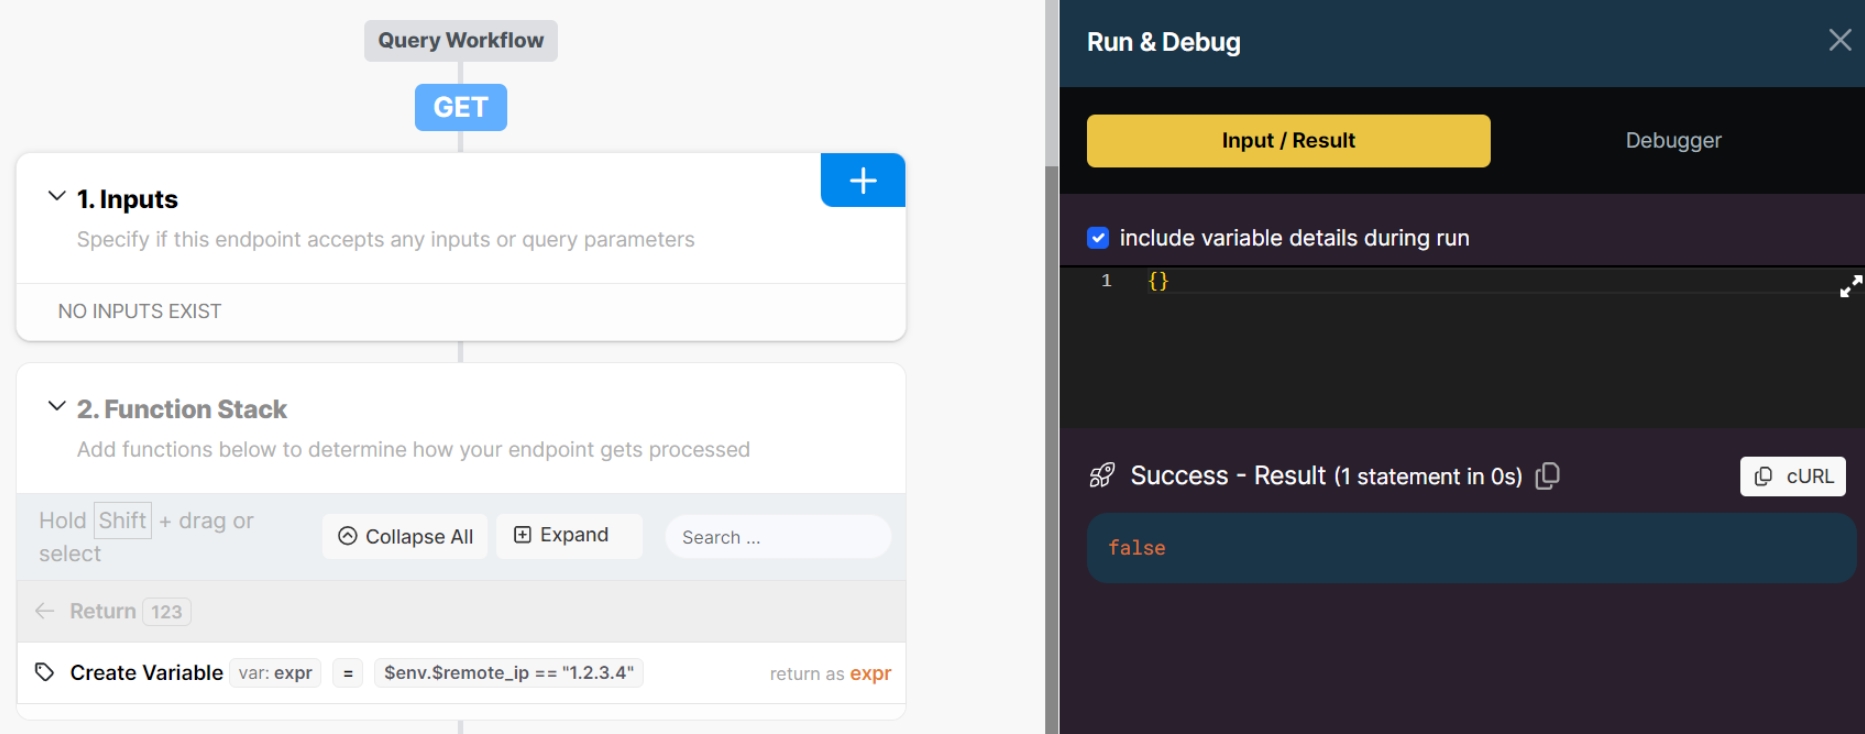 Query Workflow
GET
1. Inputs
Specify if this endpoint accepts any inputs or query parameters
NO INPUTS EXIST
2. Function Stack
Add functions below to determine how your endpoint gets processed
Hold Shift + drag or
select
Collapse All
Expand
Search ...
Return 123
Create Variable var: expr = $env.$remote_ip == "1.2.3.4" return as expr
Run & Debug
Input / Result
Debugger
include variable details during run
1 {}
Success - Result (1 statement in 0s)
cURL
false